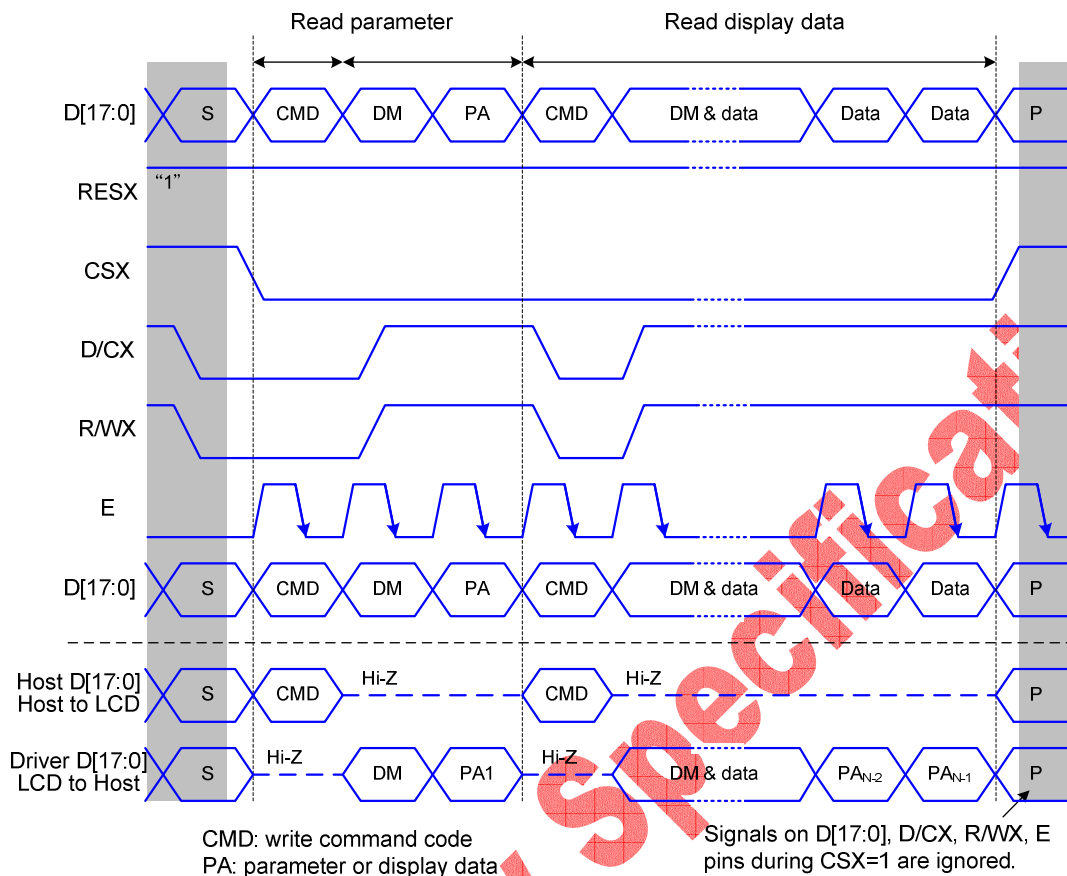 Read parameter
Read display data
D[17:0]
S
CMD
DM
PA
CMD
DM & data
Data
Data
P
RESX
“1”
CSX
D/CX
R/WX
E
D[17:0]
S
CMD
DM
PA
CMD
DM & data
Data
Data
P
Host D[17:0]
Host to LCD
S
CMD
Hi-Z
CMD
Hi-Z
P
Driver D[17:0]
LCD to Host
S
Hi-Z
DM
PA1
Hi-Z
DM & data
PAN-2
PAN-1
P
CMD: write command code
PA: parameter or display data
Signals on D[17:0], D/CX, R/WX, E
pins during CSX=1 are ignored.